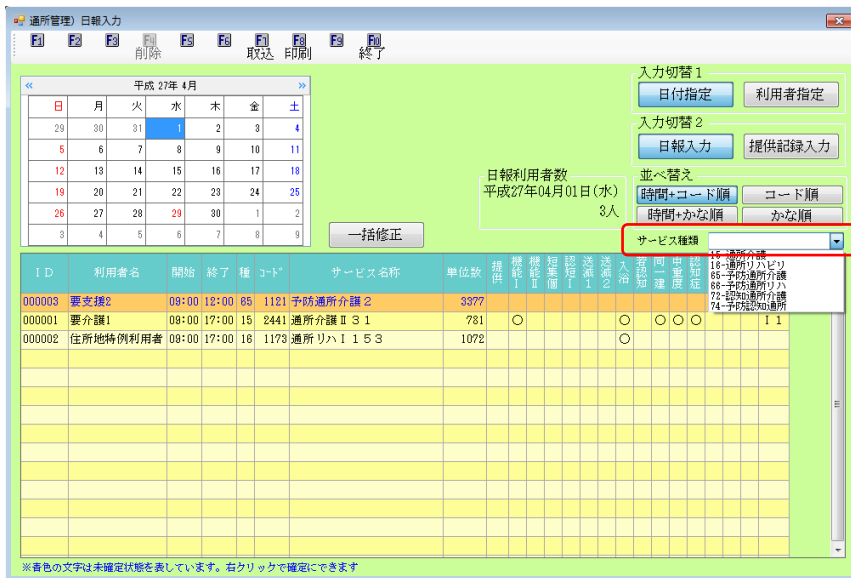 通所管理) 日報入力
F1 F2 F3 F4 F5 F6 F7 F8 F9 F10
削除 取込 印刷 終了
« 平成 27年 4月 »
日 月 火 水 木 金 土
29 30 31 1 2 3 4
5 6 7 8 9 10 11
12 13 14 15 16 17 18
19 20 21 22 23 24 25
26 27 28 29 30 1 2
3 4 5 6 7 8 9
一括修正
日報利用者数
平成27年04月01日(水)
3人
入力切替1
日付指定 利用者指定
入力切替2
日報入力 提供記録入力
並べ替え
時間+コード順 コード順
時間+かな順 かな順
サービス種類
15-通所介護
16-通所リハビリ
65-予防通所介護
66-予防通所リハ
72-認知通所介護
74-予防認知通所
ID 利用者名 開始 終了 種 コード サービス名称 単位数 提供 機能Ⅰ 機能Ⅱ 短集個 認短Ⅰ 送減1 送減2 入浴 若認知 同一建 中重度 認知症
000003 要支援2 09:00 12:00 65 1121 予防通所介護2 3377
000001 要介護1 09:00 17:00 15 2441 通所介護Ⅱ31 781 ○ ○ ○ ○ ○ Ⅰ1
000002 住所地特例利用者 09:00 17:00 16 1173 通所リハⅠ153 1072 ○
※青色の文字は未確定状態を表しています。右クリックで確定にできます